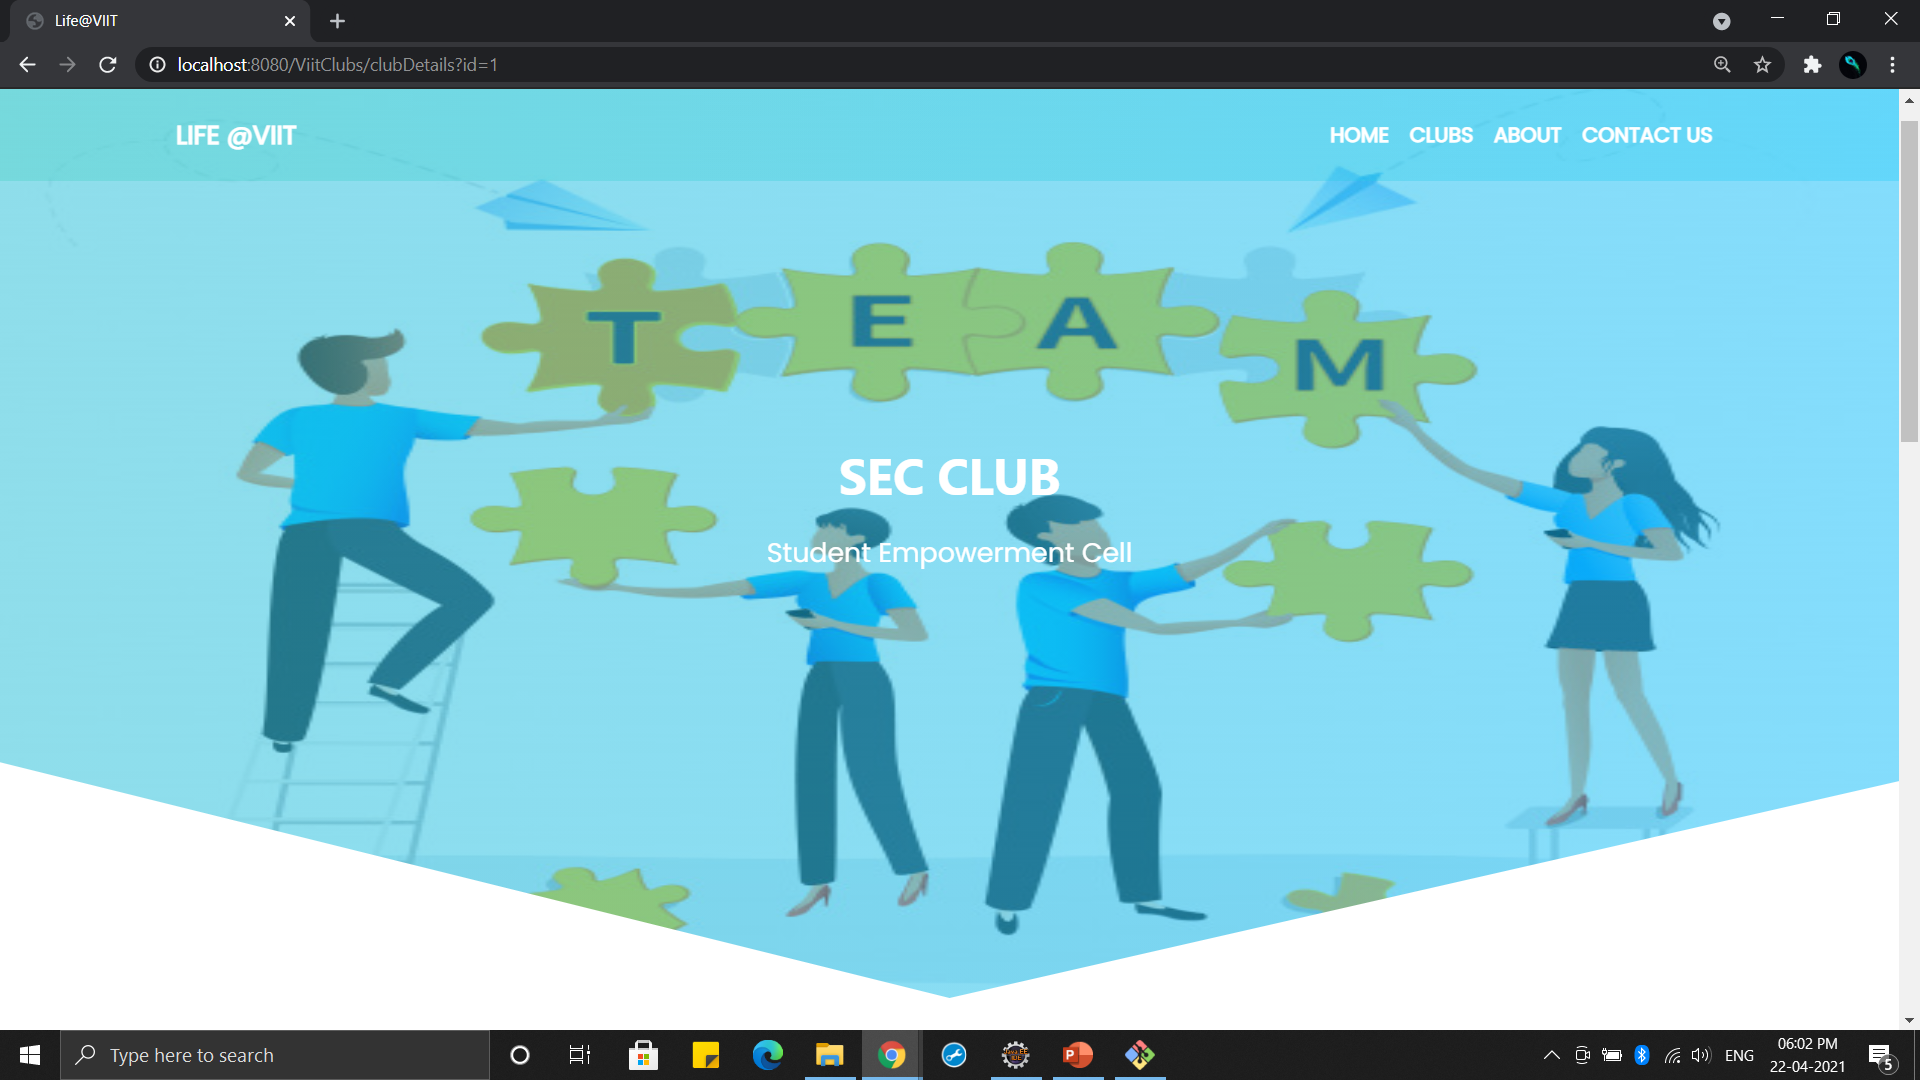 Life@VIIT
localhost:8080/ViitClubs/clubDetails?id=1
LIFE @VIIT
HOME CLUBS ABOUT CONTACT US
T E A M
SEC CLUB
Student Empowerment Cell
Type here to search
ENG
06:02 PM
22-04-2021
5